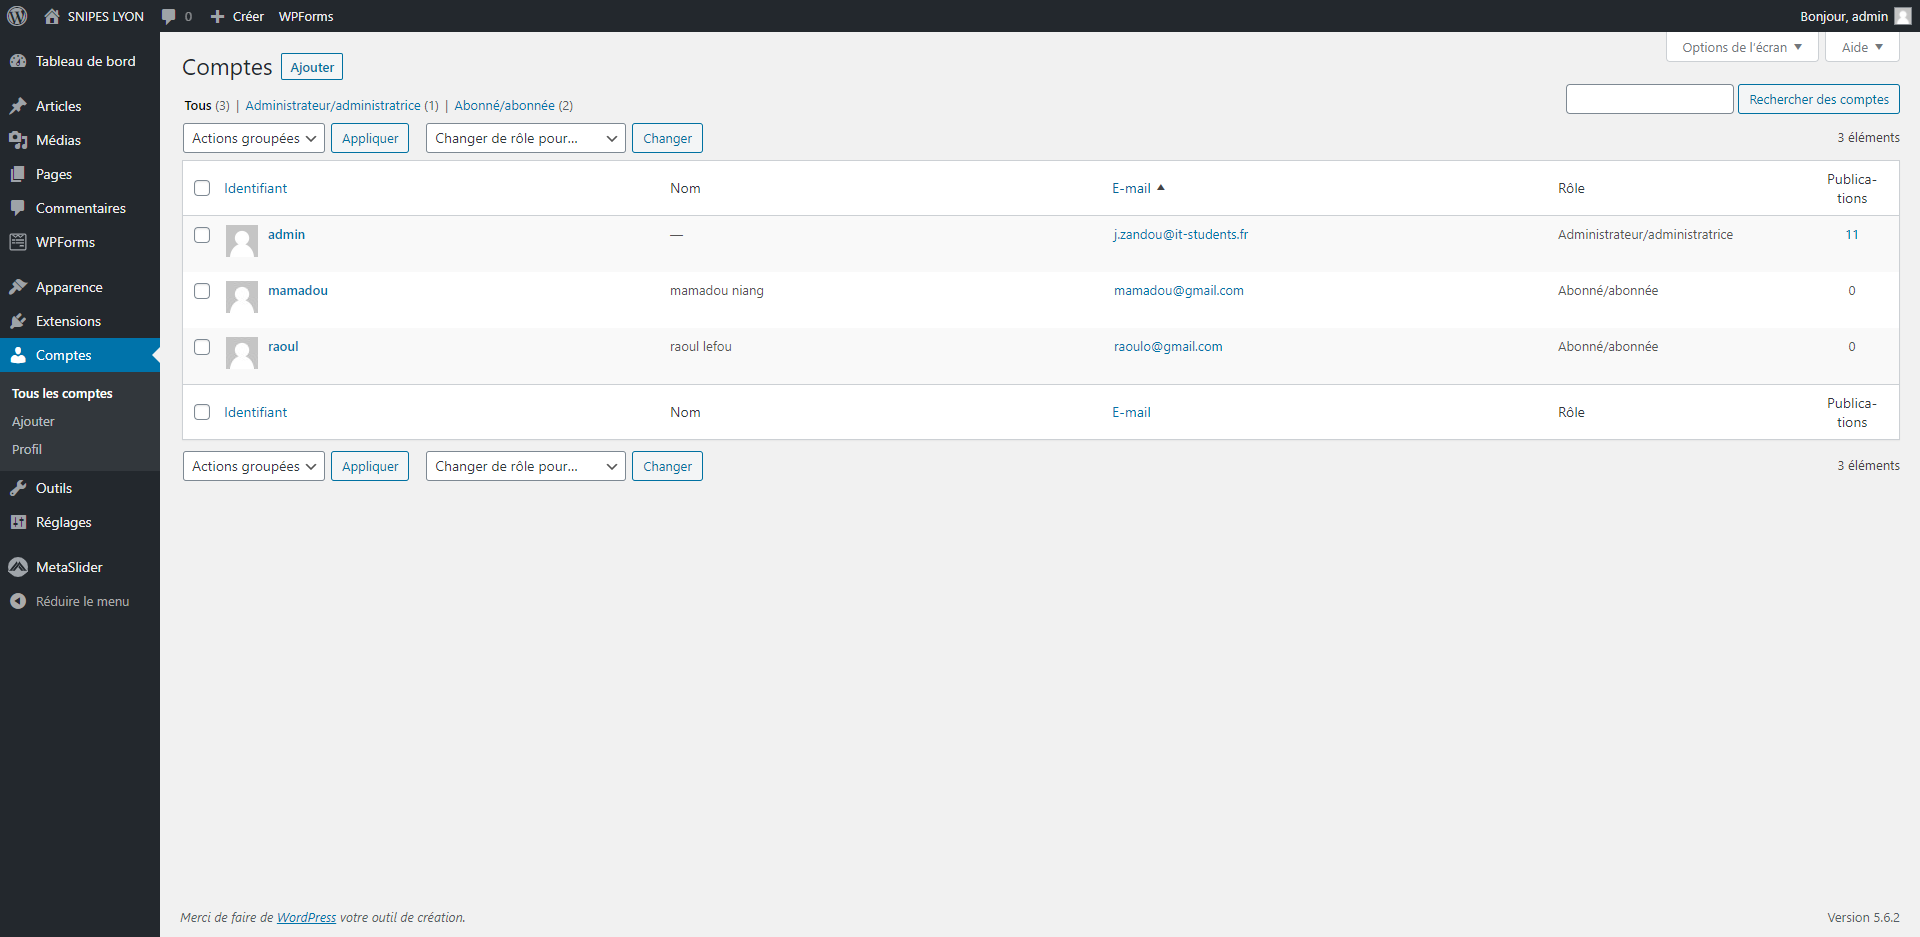 SNIPES LYON 0 Créer WPForms Bonjour, admin
Tableau de bord
Articles
Médias
Pages
Commentaires
WPForms
Apparence
Extensions
Comptes
Tous les comptes
Ajouter
Profil
Outils
Réglages
MetaSlider
Réduire le menu
Options de l'écran Aide
Comptes Ajouter
Tous (3) | Administrateur/administratrice (1) | Abonné/abonnée (2)
Rechercher des comptes
Actions groupées Appliquer Changer de rôle pour... Changer 3 éléments
Identifiant Nom E-mail Rôle Publica-
tions
admin — j.zandou@it-students.fr Administrateur/administratrice 11
mamadou mamadou niang mamadou@gmail.com Abonné/abonnée 0
raoul raoul lefou raoulo@gmail.com Abonné/abonnée 0
Identifiant Nom E-mail Rôle Publica-
tions
Actions groupées Appliquer Changer de rôle pour... Changer 3 éléments
Merci de faire de WordPress votre outil de création. Version 5.6.2